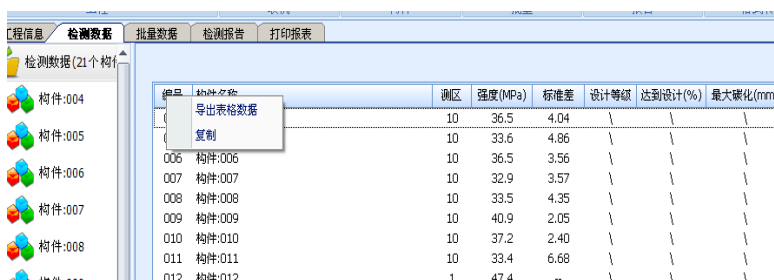 工程信息 检测数据 批量数据 检测报告 打印报表
检测数据(21个构件
构件:004
构件:005
构件:006
构件:007
构件:008
编号 构件名称 测区 强度(MPa) 标准差 设计等级 达到设计(%) 最大碳化(mm
导出表格数据
复制
10 36.5 4.04 \ \ \
10 33.6 4.86 \ \ \
006 构件:006 10 36.5 3.56 \ \ \
007 构件:007 10 32.9 3.57 \ \ \
008 构件:008 10 33.5 4.35 \ \ \
009 构件:009 10 40.9 2.05 \ \ \
010 构件:010 10 37.2 2.40 \ \ \
011 构件:011 10 33.4 6.68 \ \ \
012 构件:012 1 47.4 -- \ \ \